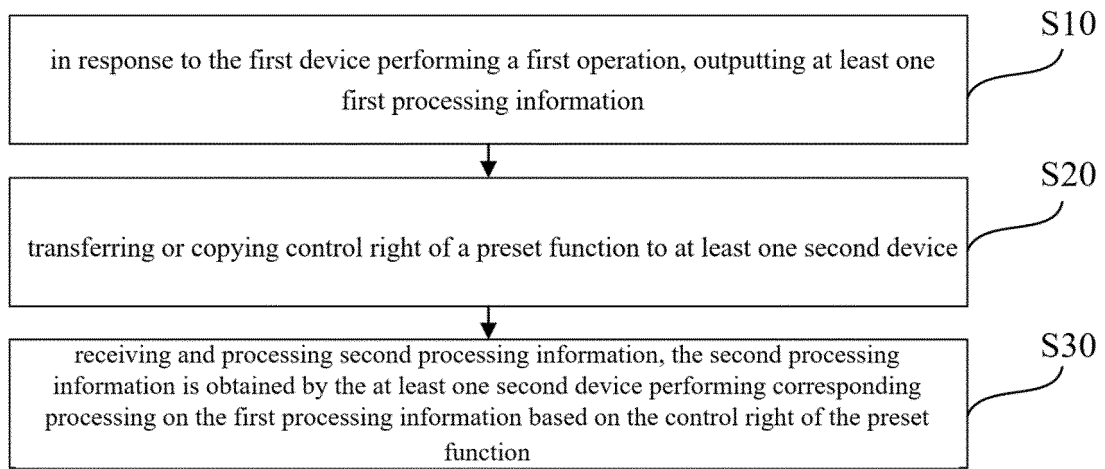 S10
in response to the first device performing a first operation, outputting at least one
first processing information
S20
transferring or copying control right of a preset function to at least one second device
S30
receiving and processing second processing information, the second processing
information is obtained by the at least one second device performing corresponding
processing on the first processing information based on the control right of the preset
function